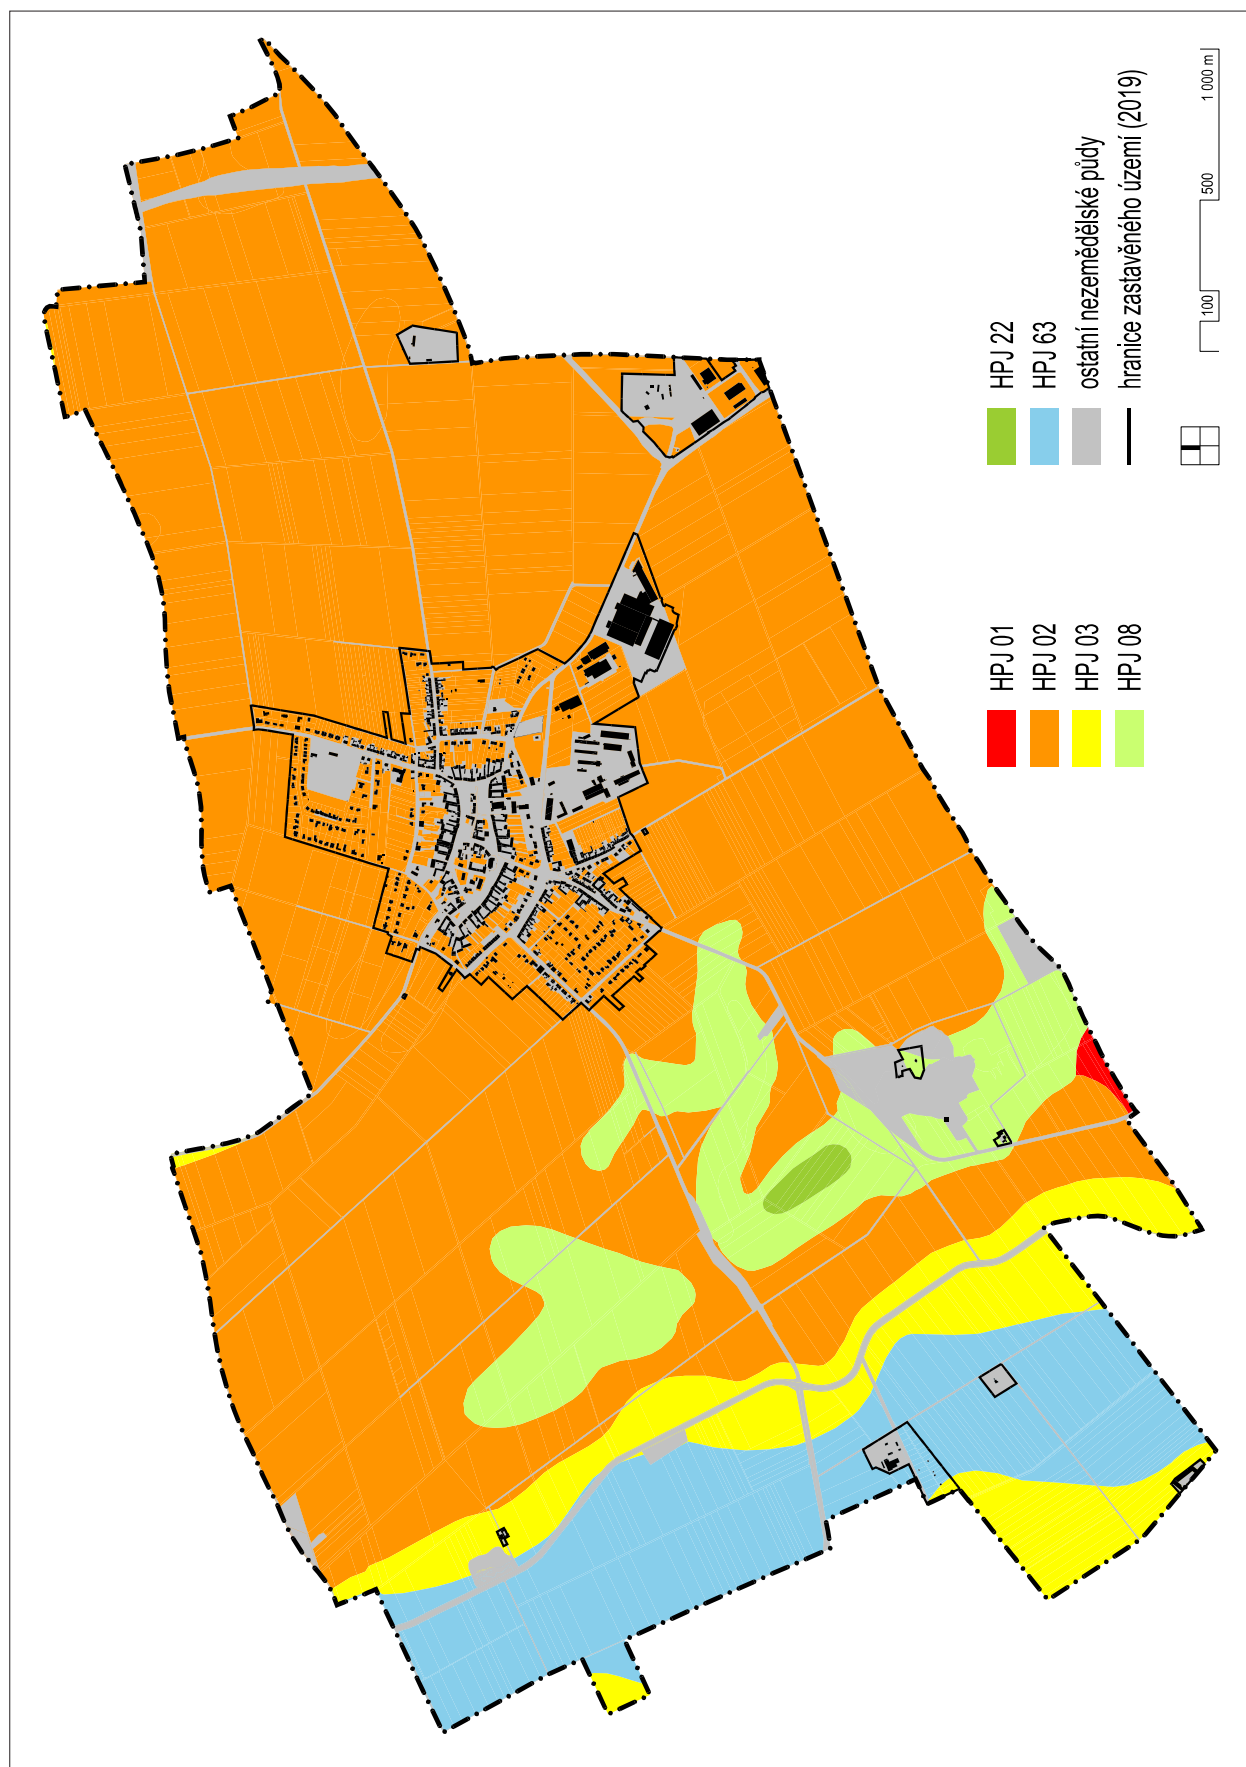 HPJ 01
HPJ 02
HPJ 03
HPJ 08
HPJ 22
HPJ 63
ostatní nezemědělské půdy
hranice zastavěného území (2019)
100
500
1 000 m